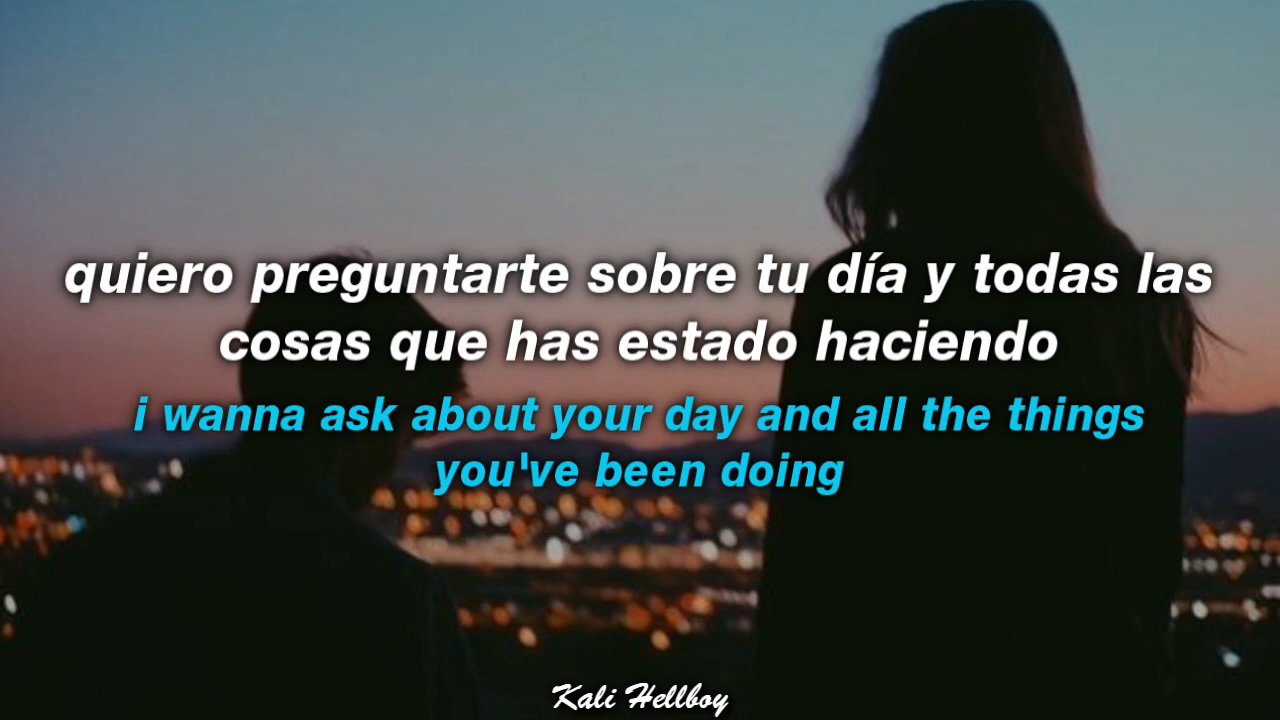 quiero preguntarte sobre tu día y todas las
cosas que has estado haciendo
i wanna ask about your day and all the things
you've been doing
Kali Hellboy